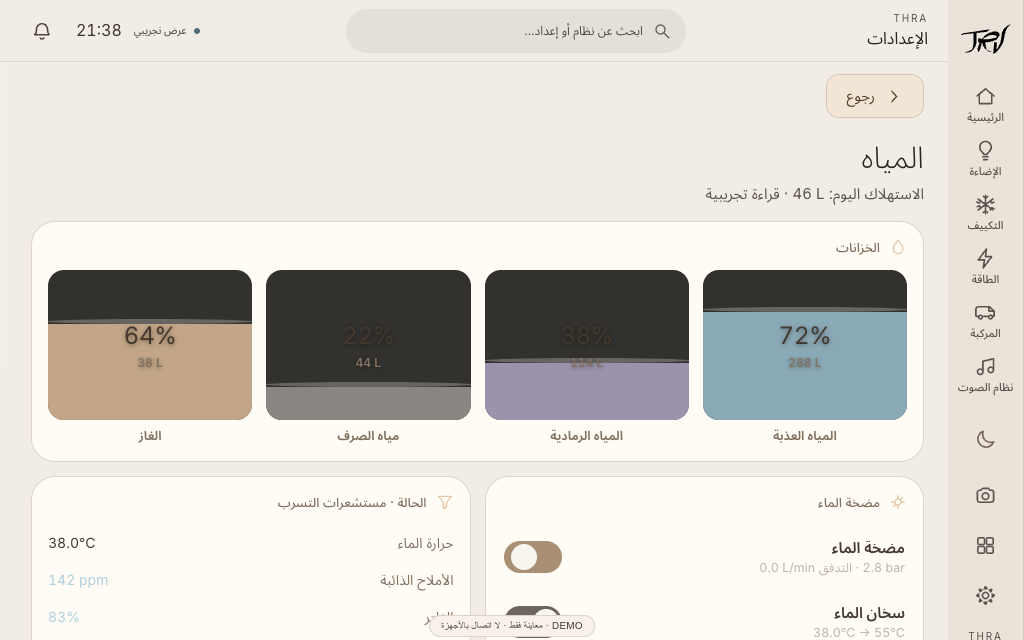 THRA
الإعدادات
ابحث عن نظام أو إعداد...
عرض تجريبي
21:38
الرئيسية
الإضاءة
التكييف
الطاقة
المركبة
نظام الصوت
THRA
رجوع
المياه
الاستهلاك اليوم: 46 L · قراءة تجريبية
الخزانات
72%
288 L
المياه العذبة
38%
114 L
المياه الرمادية
22%
44 L
مياه الصرف
64%
38 L
الغاز
مضخة الماء
مضخة الماء
2.8 bar · التدفق 0.0 L/min
سخان الماء
38.0°C → 55°C
الحالة · مستشعرات التسرب
حرارة الماء
38.0°C
الأملاح الذائبة
142 ppm
83%
DEMO · معاينة فقط · لا اتصال بالأجهزة